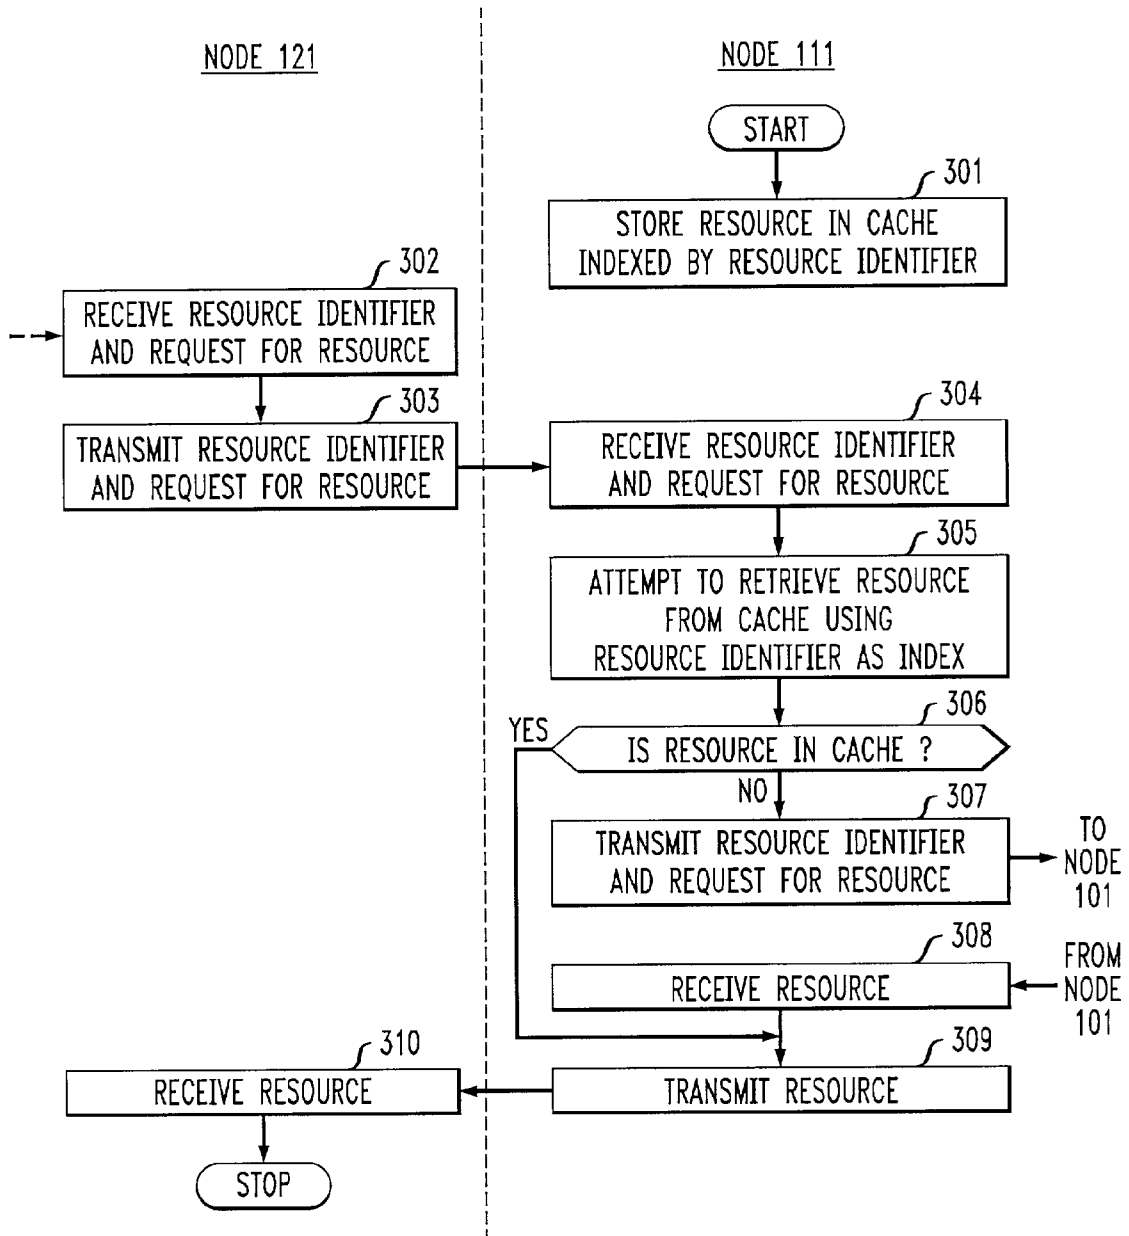 NODE 121
NODE 111
START
301
STORE RESOURCE IN CACHE
INDEXED BY RESOURCE IDENTIFIER
302
RECEIVE RESOURCE IDENTIFIER
AND REQUEST FOR RESOURCE
303
TRANSMIT RESOURCE IDENTIFIER
AND REQUEST FOR RESOURCE
304
RECEIVE RESOURCE IDENTIFIER
AND REQUEST FOR RESOURCE
305
ATTEMPT TO RETRIEVE RESOURCE
FROM CACHE USING
RESOURCE IDENTIFIER AS INDEX
306
YES
IS RESOURCE IN CACHE ?
NO
307
TRANSMIT RESOURCE IDENTIFIER
AND REQUEST FOR RESOURCE
TO
NODE
101
308
RECEIVE RESOURCE
FROM
NODE
101
309
TRANSMIT RESOURCE
310
RECEIVE RESOURCE
STOP